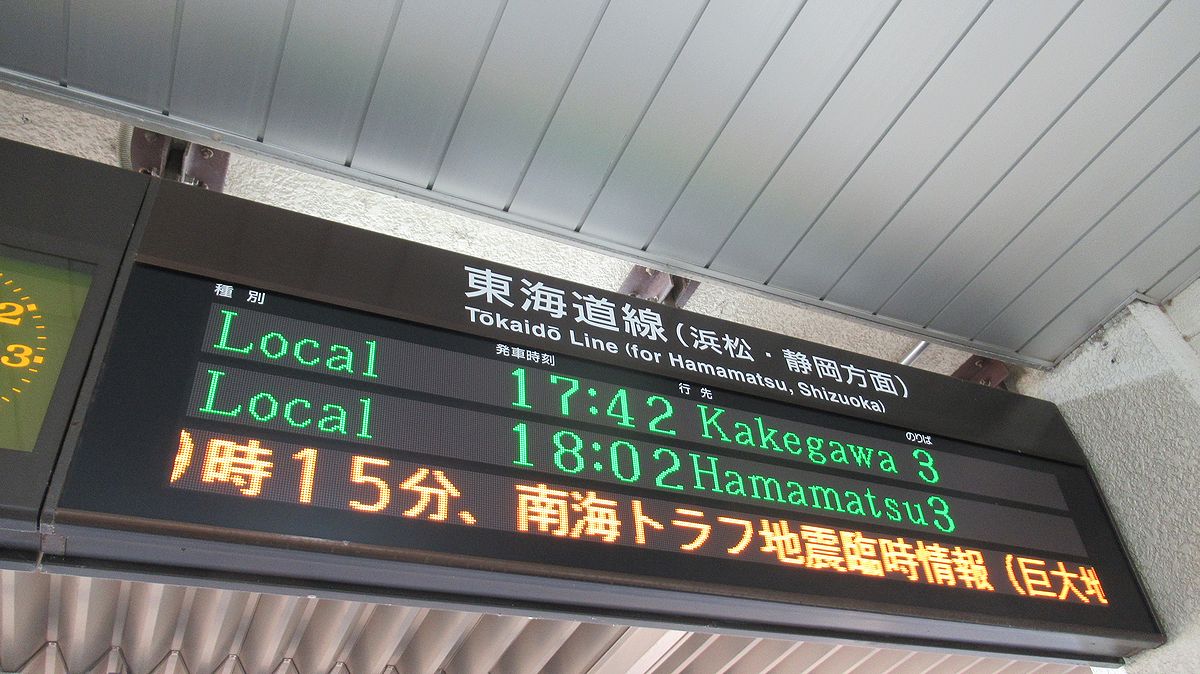 東海道線(浜松・静岡方面)
Tōkaidō Line (for Hamamatsu, Shizuoka)
種別 発車時刻 行先 のりば
Local 17:42 Kakegawa 3
Local 18:02 Hamamatsu 3
時15分、南海トラフ地震臨時情報(巨大地
2
3